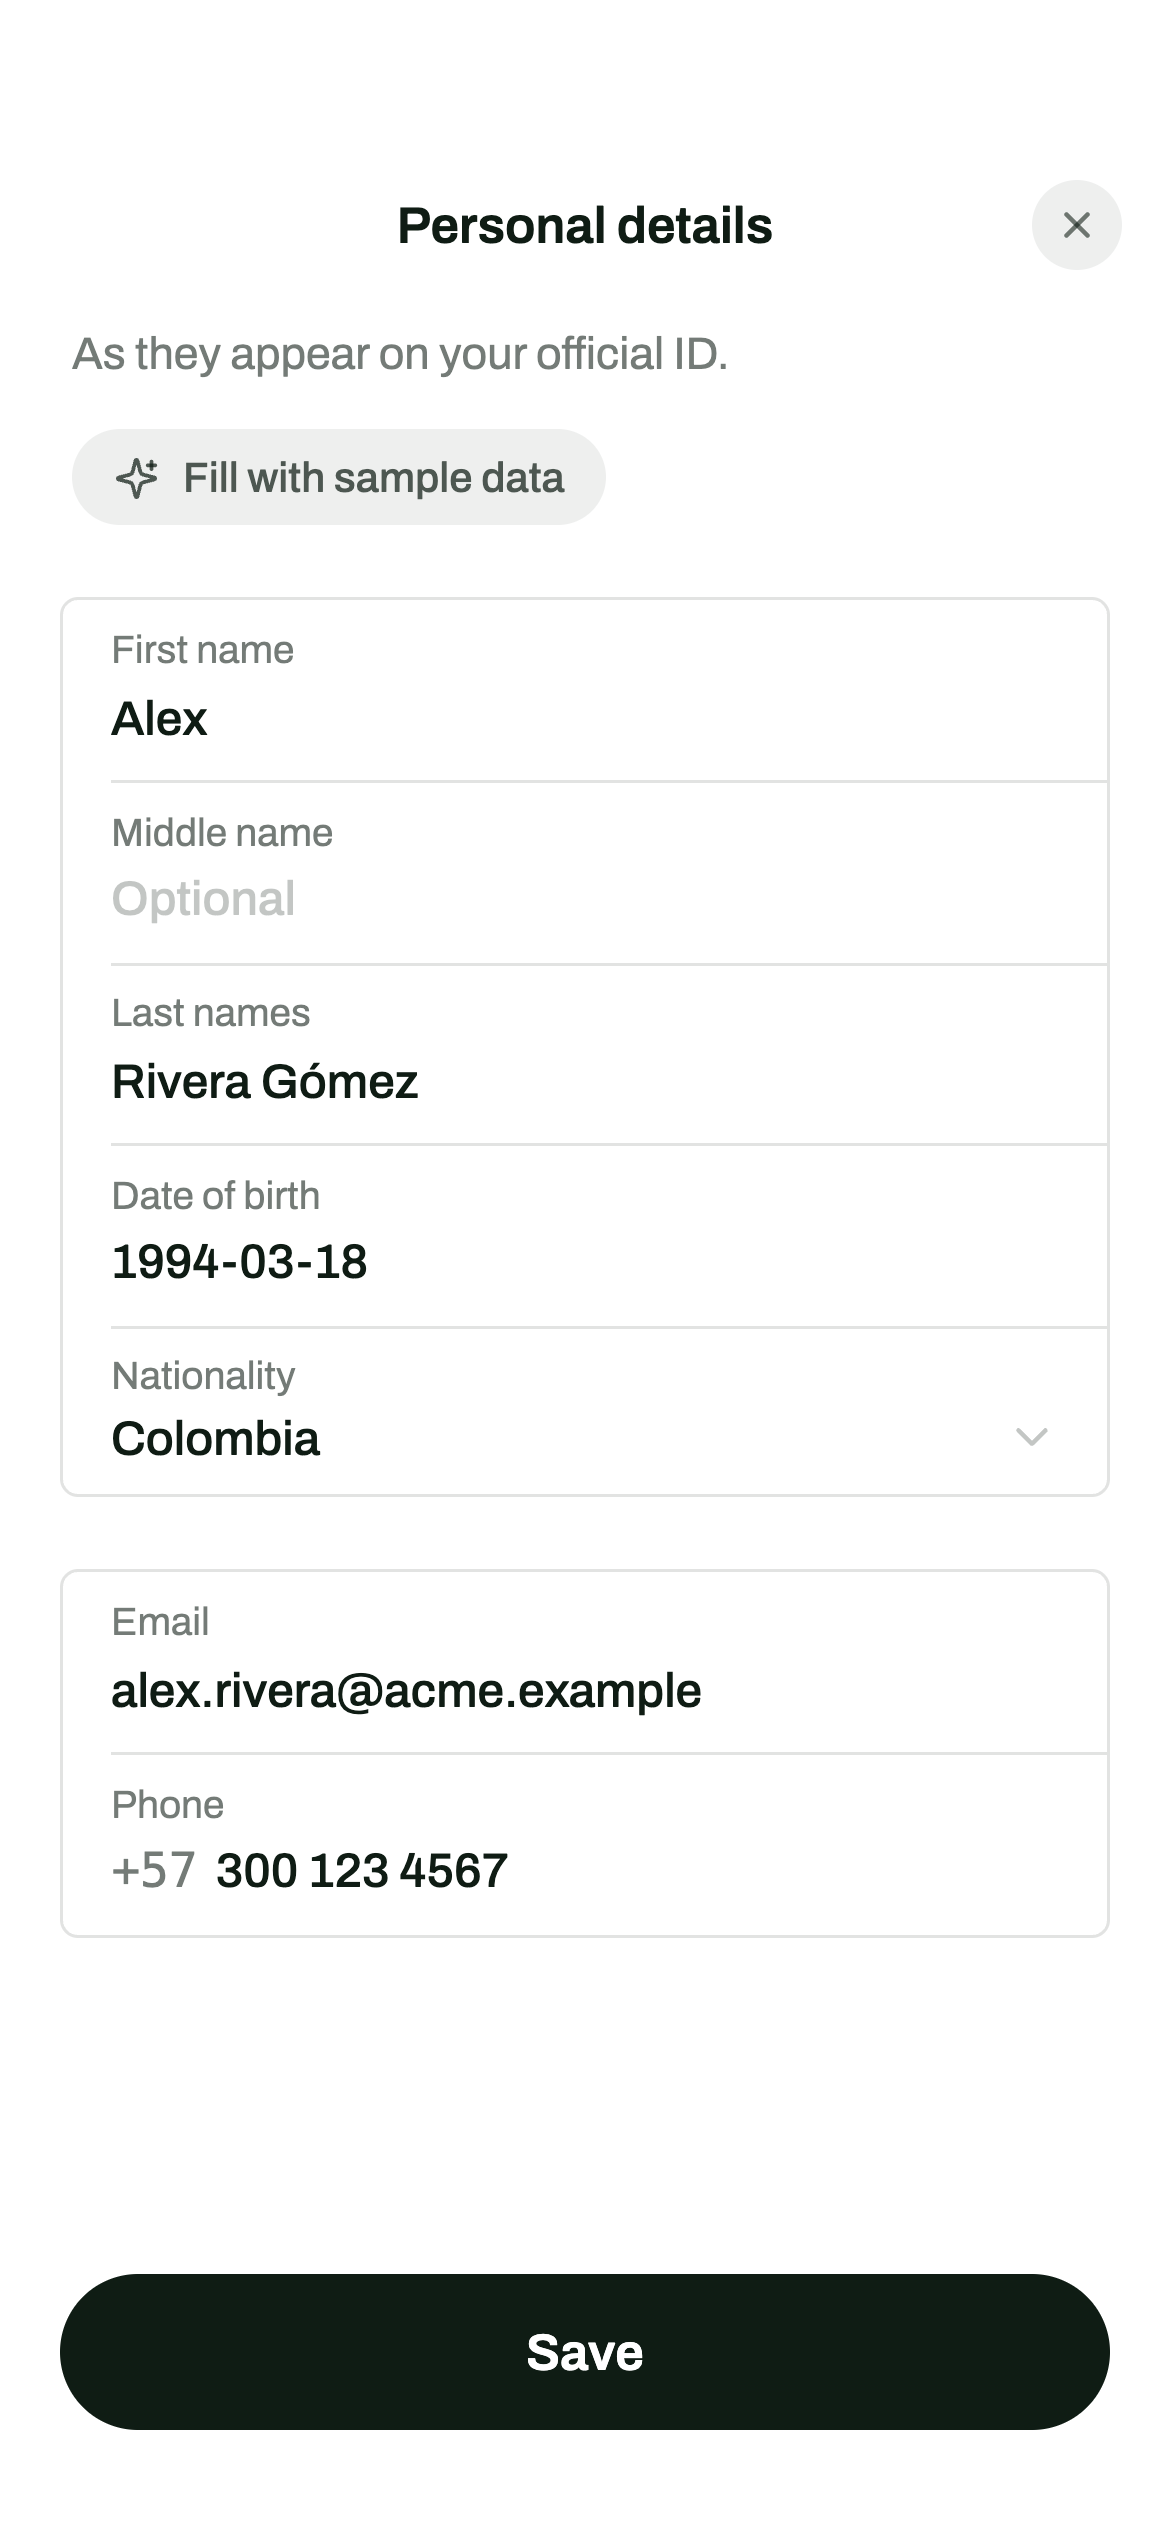 Personal details
As they appear on your official ID.
Fill with sample data
First name
Alex
Middle name
Optional
Last names
Rivera Gómez
Date of birth
1994-03-18
Nationality
Colombia
Email
alex.rivera@acme.example
Phone
+57 300 123 4567
Save